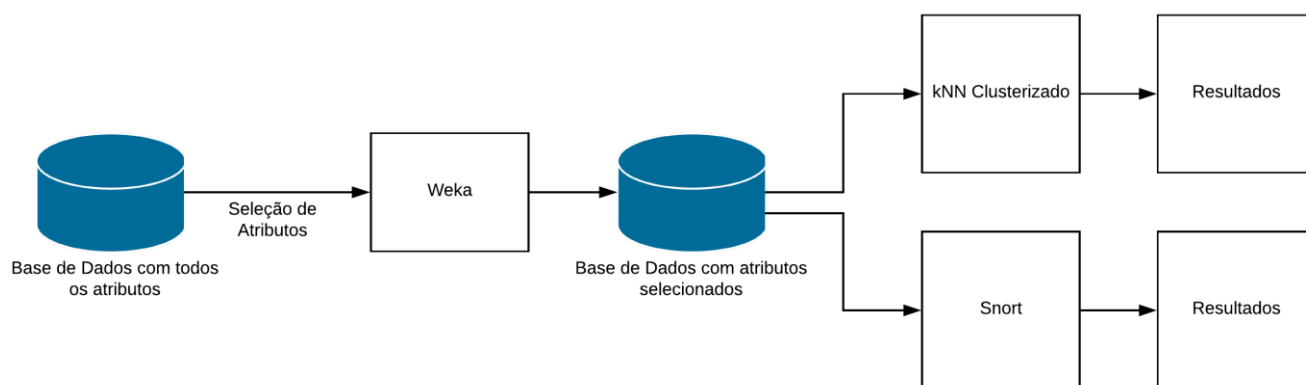 Base de Dados com todos
os atributos
Seleção de
Atributos
Weka
Base de Dados com atributos
selecionados
kNN Clusterizado
Resultados
Snort
Resultados